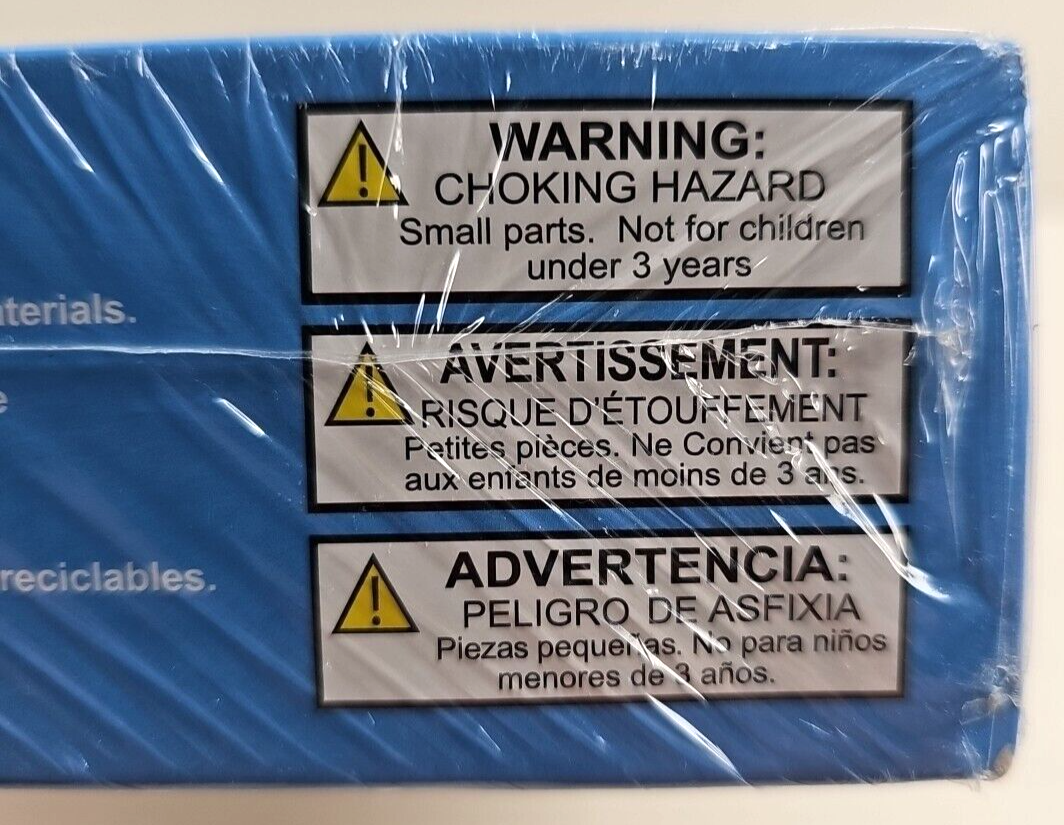 WARNING:
CHOKING HAZARD
Small parts. Not for children
under 3 years
AVERTISSEMENT:
RISQUE D'ÉTOUFFEMENT
Petites pièces. Ne Convient pas
aux enfants de moins de 3 ans.
ADVERTENCIA:
PELIGRO DE ASFIXIA
Piezas pequeñas. No para niños
menores de 3 años.
terials.
e
reciclables.